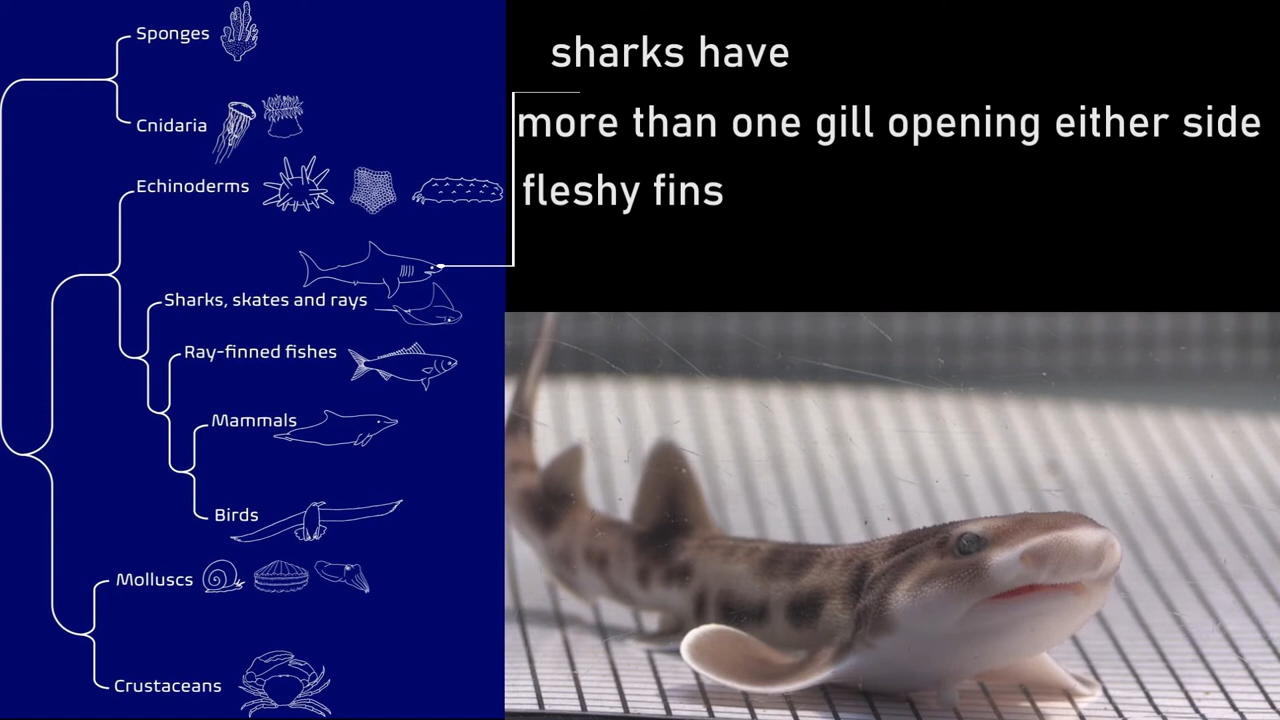 Sponges
Cnidaria
Echinoderms
Sharks, skates and rays
Ray-finned fishes
Mammals
Birds
Molluscs
Crustaceans
sharks have
more than one gill opening either side
fleshy fins